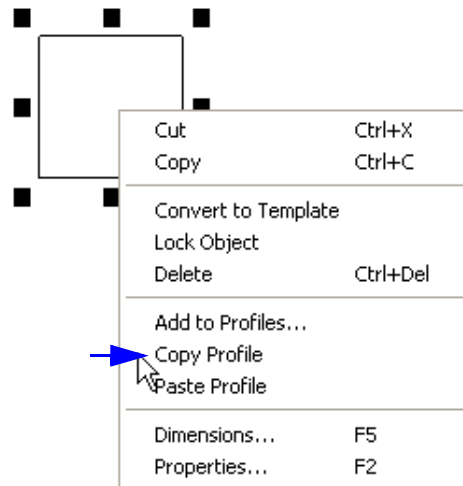 Cut Ctrl+X
Copy Ctrl+C
Convert to Template
Lock Object
Delete Ctrl+Del
Add to Profiles...
Copy Profile
Paste Profile
Dimensions... F5
Properties... F2